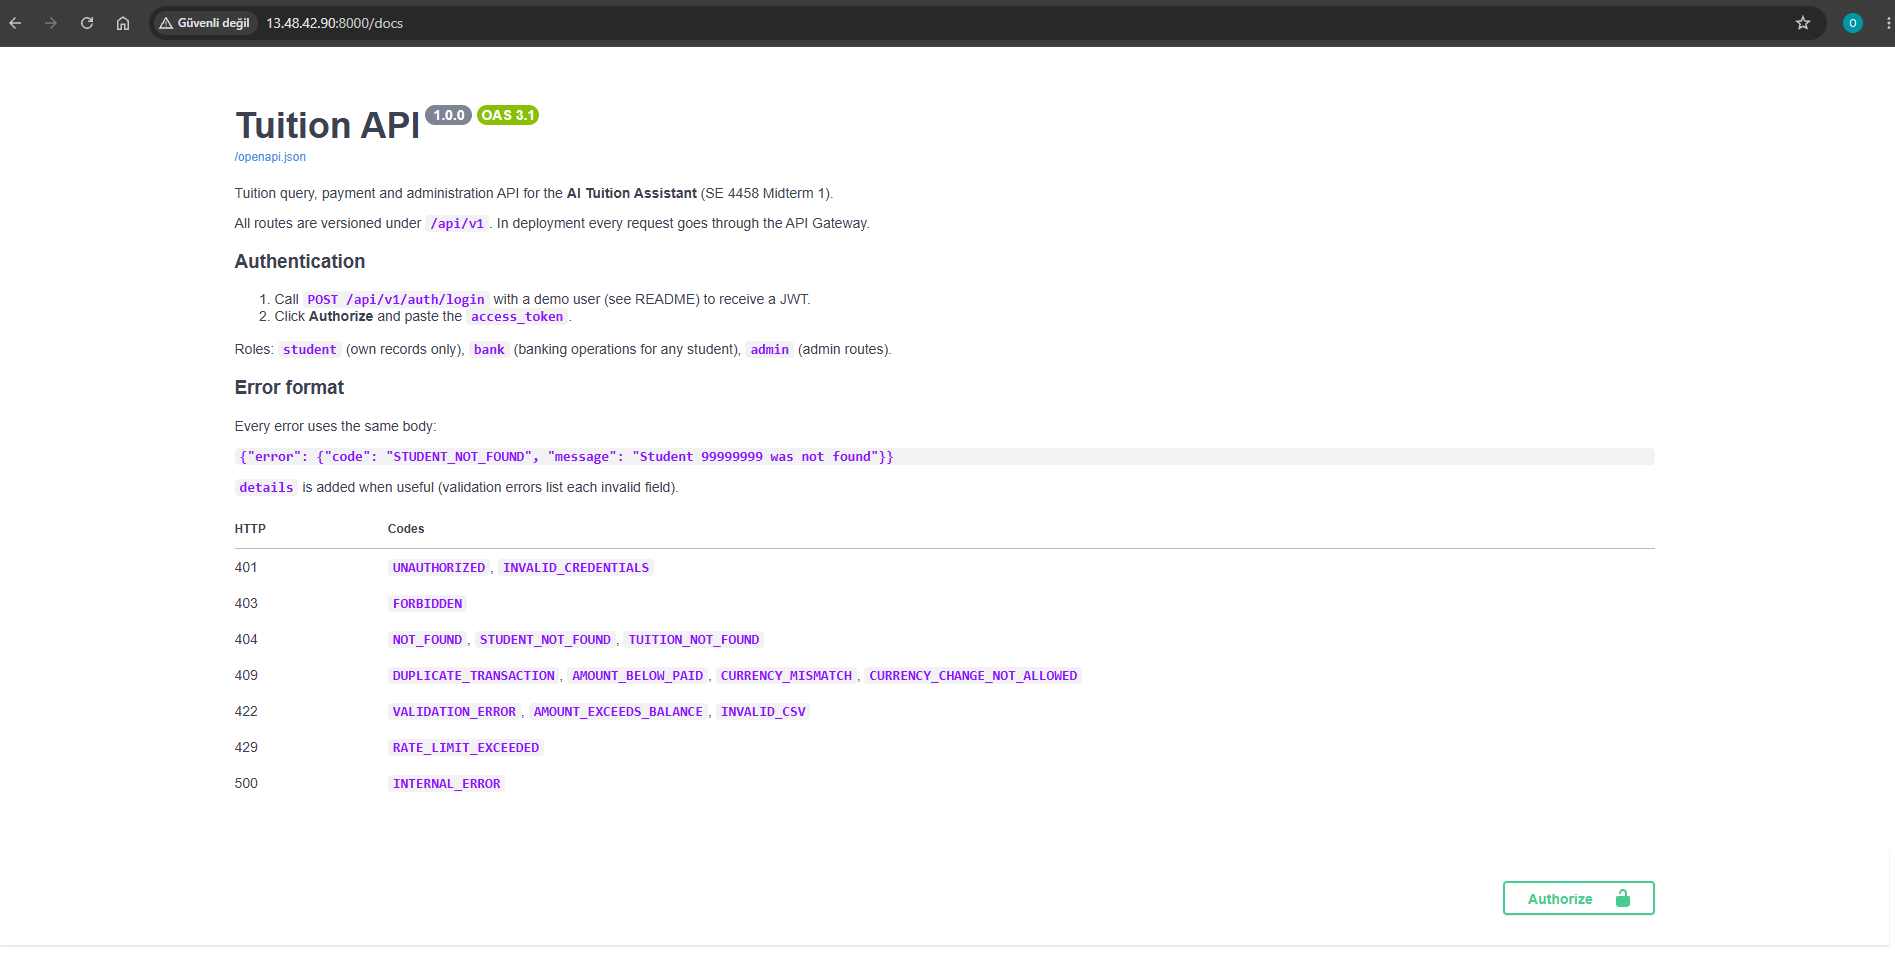 Güvenli değil 13.48.42.90:8000/docs O
Tuition API 1.0.0 OAS 3.1
/openapi.json
Tuition query, payment and administration API for the AI Tuition Assistant (SE 4458 Midterm 1).
All routes are versioned under /api/v1 . In deployment every request goes through the API Gateway.
Authentication
1. Call POST /api/v1/auth/login with a demo user (see README) to receive a JWT.
2. Click Authorize and paste the access_token .
Roles: student (own records only), bank (banking operations for any student), admin (admin routes).
Error format
Every error uses the same body:
{"error": {"code": "STUDENT_NOT_FOUND", "message": "Student 99999999 was not found"}}
details is added when useful (validation errors list each invalid field).
HTTP Codes
401 UNAUTHORIZED , INVALID_CREDENTIALS
403 FORBIDDEN
404 NOT_FOUND , STUDENT_NOT_FOUND , TUITION_NOT_FOUND
409 DUPLICATE_TRANSACTION , AMOUNT_BELOW_PAID , CURRENCY_MISMATCH , CURRENCY_CHANGE_NOT_ALLOWED
422 VALIDATION_ERROR , AMOUNT_EXCEEDS_BALANCE , INVALID_CSV
429 RATE_LIMIT_EXCEEDED
500 INTERNAL_ERROR
Authorize